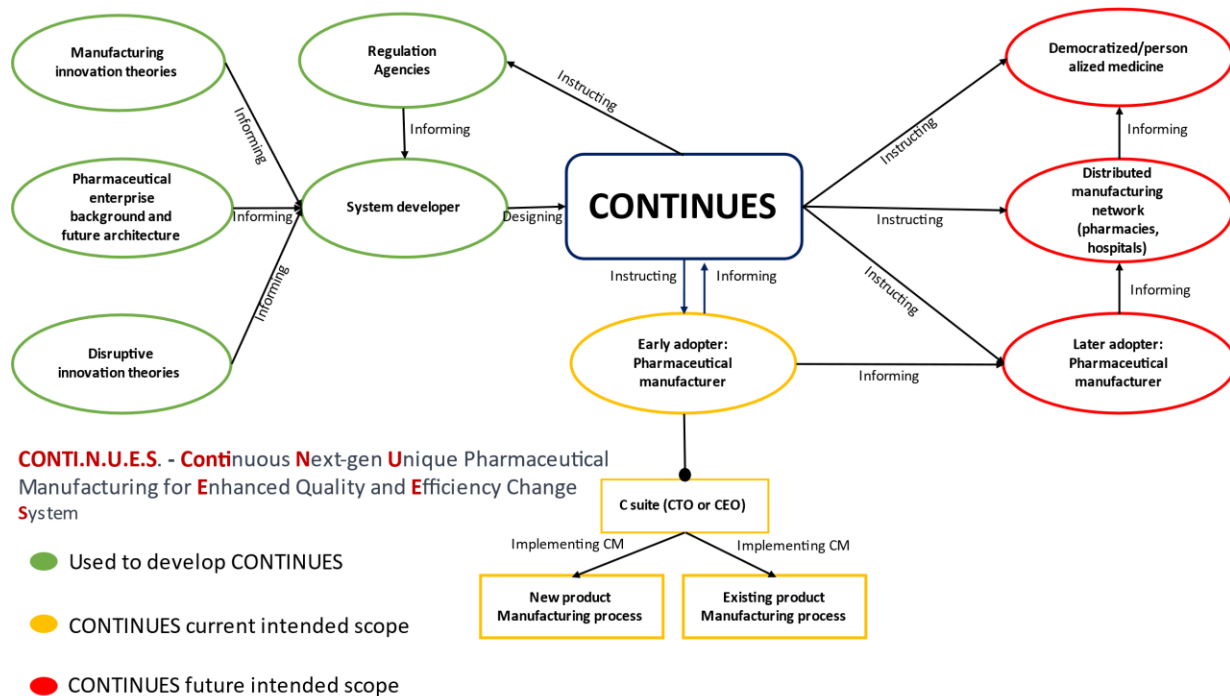 Manufacturing
innovation theories
Regulation
Agencies
Democratized/person
alized medicine
Instructing
Informing
Informing
Instructing
Informing
Pharmaceutical
enterprise
background and
future architecture
Informing
System developer
Designing
CONTINUES
Instructing
Distributed
manufacturing
network
(pharmacies,
hospitals)
Informing
Instructing
Informing
Instructing
Informing
Disruptive
innovation theories
Early adopter:
Pharmaceutical
manufacturer
Informing
Later adopter:
Pharmaceutical
manufacturer
CONTI.N.U.E.S. - Continuous Next-gen Unique Pharmaceutical
Manufacturing for Enhanced Quality and Efficiency Change
System
C suite (CTO or CEO)
Implementing CM
Implementing CM
Used to develop CONTINUES
New product
Manufacturing process
Existing product
Manufacturing process
CONTINUES current intended scope
CONTINUES future intended scope